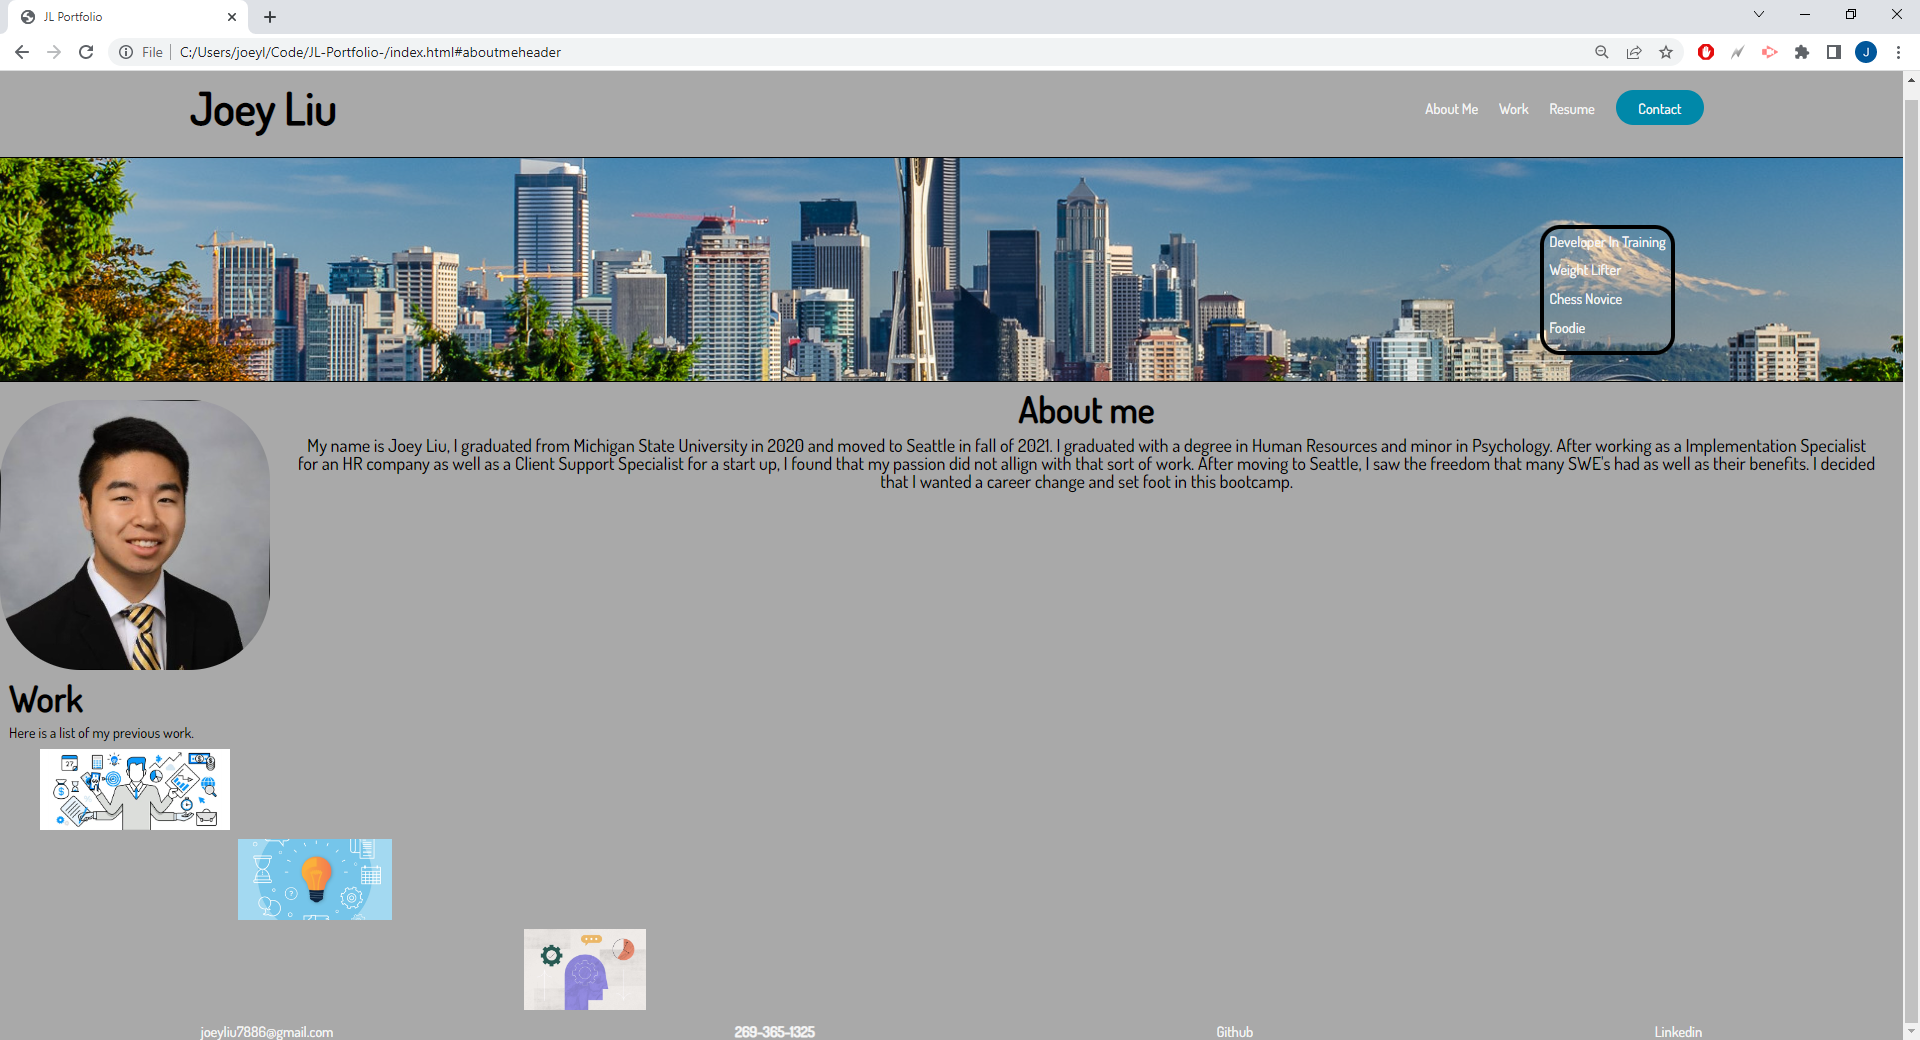 JL Portfolio
File
C:/Users/joeyl/Code/JL-Portfolio-/index.html#aboutmeheader
J
Joey Liu
About Me
Work
Resume
Contact
Developer In Training
Weight Lifter
Chess Novice
Foodie
About me
My name is Joey Liu, I graduated from Michigan State University in 2020 and moved to Seattle in fall of 2021. I graduated with a degree in Human Resources and minor in Psychology. After working as a Implementation Specialist
for an HR company as well as a Client Support Specialist for a start up, I found that my passion did not allign with that sort of work. After moving to Seattle, I saw the freedom that many SWE's had as well as their benefits. I decided
that I wanted a career change and set foot in this bootcamp.
Work
Here is a list of my previous work.
27
joeyliu7886@gmail.com
269-365-1325
Github
Linkedin